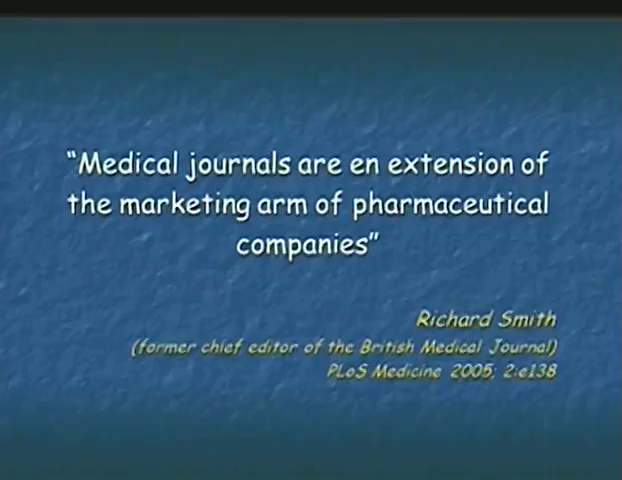 “Medical journals are en extension of
the marketing arm of pharmaceutical
companies”
Richard Smith
(former chief editor of the British Medical Journal)
PLoS Medicine 2005; 2:e138